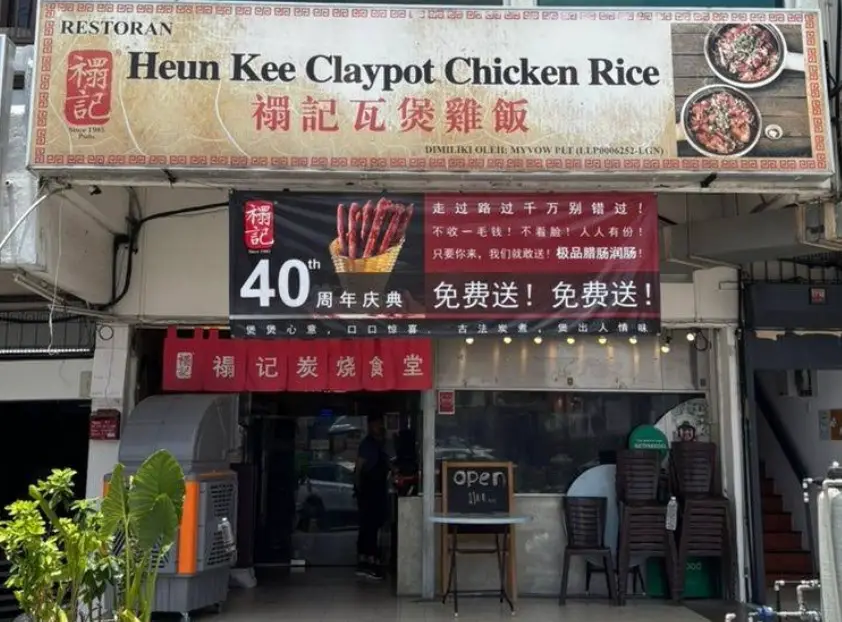 RESTORAN
禤記
Since 1985
Pudu
Heun Kee Claypot Chicken Rice
禤記瓦煲雞飯
DIMILIKI OLEH: MYVOW PLT (LLP0006252-LGN)
禤記
Since 1985
40th 周年庆典
走过路过千万别错过！
不收一毛钱！不看脸！人人有份！
只要你来，我们就敢送！极品腊肠润肠！
免费送！免费送！
煲煲心意，口口惊喜．古法炭煮，煲出人情味
禤記
禤记炭烧食堂
open